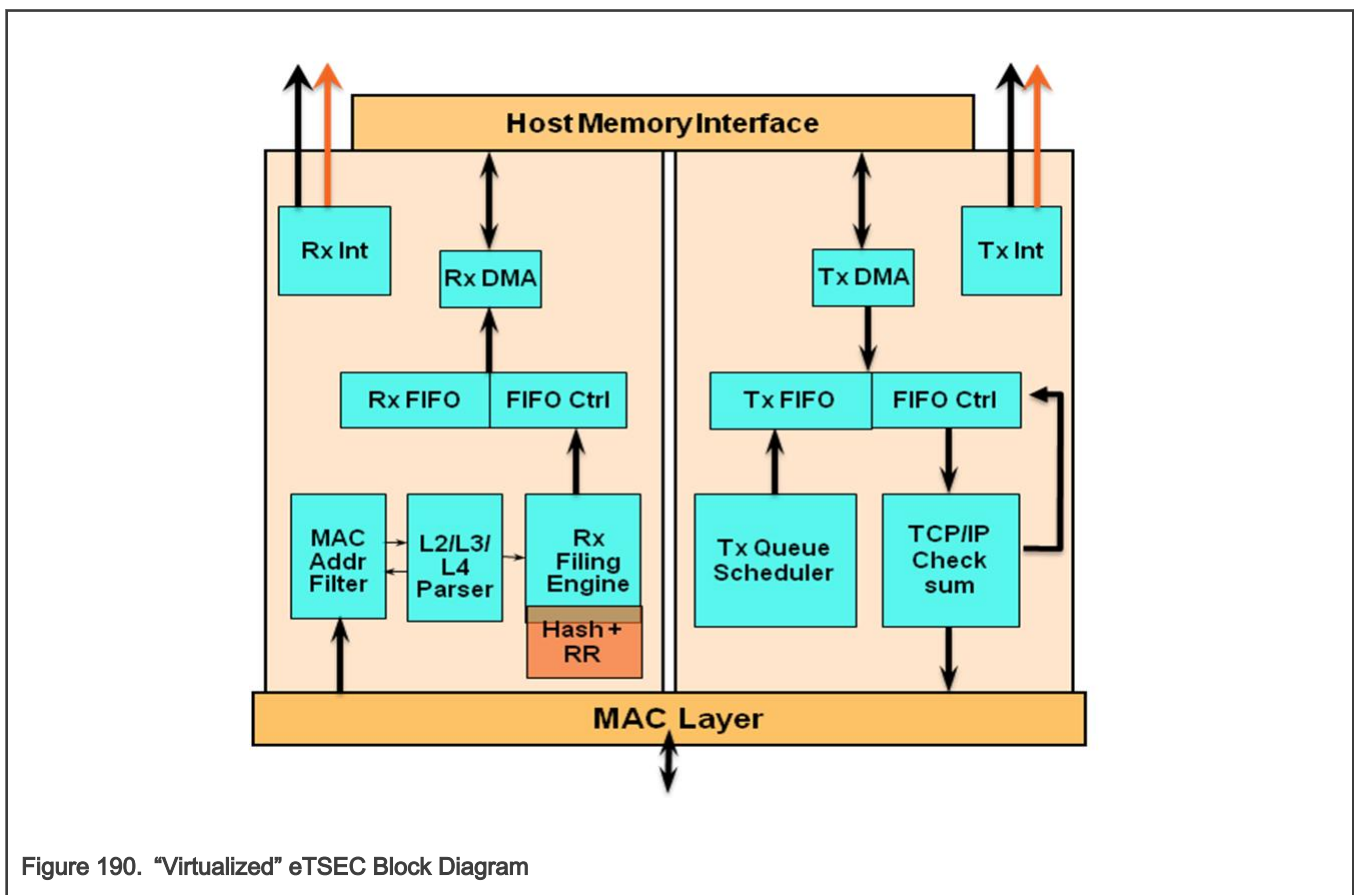 Host Memory Interface
Rx Int
Tx Int
Rx DMA
Tx DMA
Rx FIFO
FIFO Ctrl
Tx FIFO
FIFO Ctrl
MAC
Addr
Filter
L2/L3/
L4
Parser
Rx
Filing
Engine
Hash +
RR
Tx Queue
Scheduler
TCP/IP
Check
sum
MAC Layer
Figure 190. “Virtualized” eTSEC Block Diagram